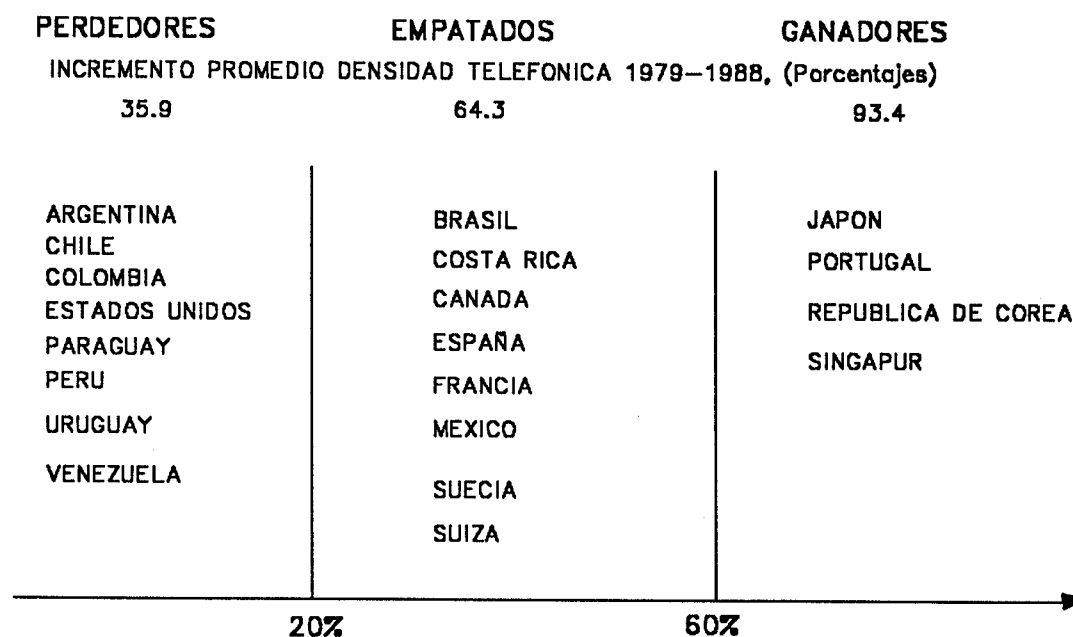 PERDEDORES EMPATADOS GANADORES
INCREMENTO PROMEDIO DENSIDAD TELEFONICA 1979-1988, (Porcentajes)
35.9 64.3 93.4
ARGENTINA
CHILE
COLOMBIA
ESTADOS UNIDOS
PARAGUAY
PERU
URUGUAY
VENEZUELA
BRASIL
COSTA RICA
CANADA
ESPAÑA
FRANCIA
MEXICO
SUECIA
SUIZA
JAPON
PORTUGAL
REPUBLICA DE COREA
SINGAPUR
20% 60%